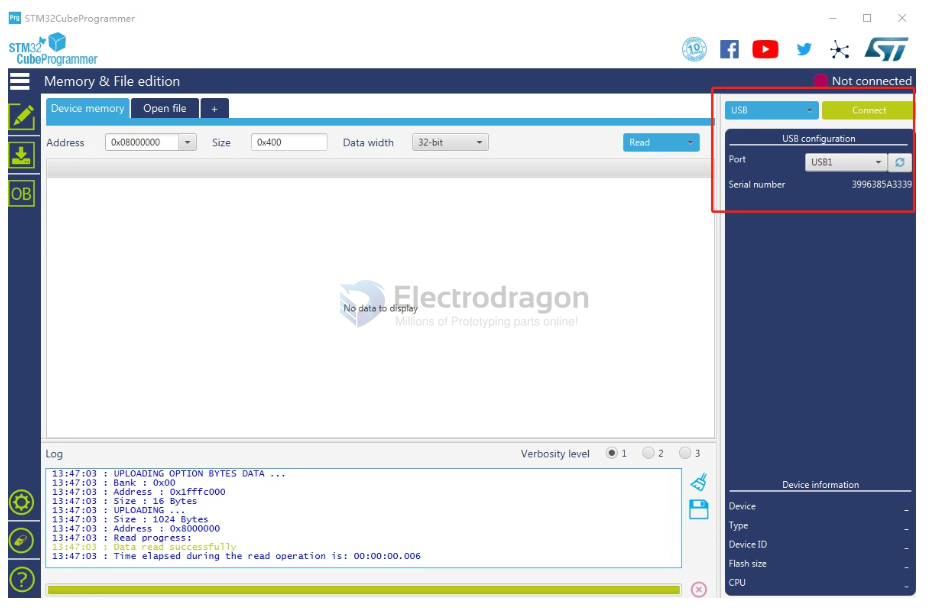 Prg STM32CubeProgrammer
STM32
CubeProgrammer
10
ST
Memory & File edition
Not connected
Device memory Open file +
USB Connect
Address 0x08000000 Size 0x400 Data width 32-bit Read
USB configuration
Port USB1
Serial number 3996385A3339
OB
Electrodragon
No data to display
Millions of Prototyping parts online!
Log Verbosity level 1 2 3
13:47:03 : UPLOADING OPTION BYTES DATA ...
13:47:03 : Bank : 0x00
13:47:03 : Address : 0x1fffc000
13:47:03 : Size : 16 Bytes
13:47:03 : UPLOADING ...
13:47:03 : Size : 1024 Bytes
13:47:03 : Address : 0x8000000
13:47:03 : Read progress:
13:47:03 : Data read successfully
13:47:03 : Time elapsed during the read operation is: 00:00:00.006
Device information
Device -
Type -
Device ID -
Flash size -
CPU -
?